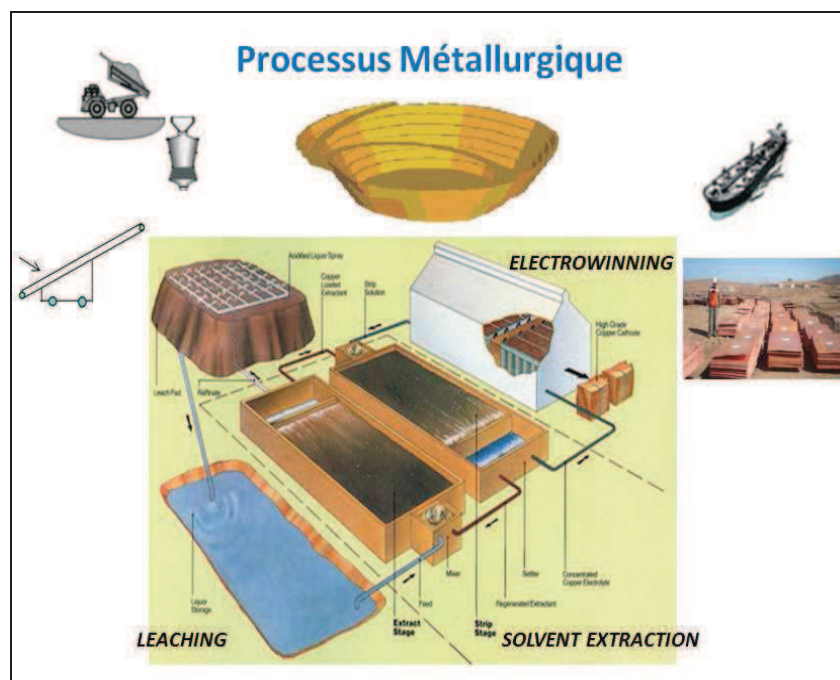 Processus Métallurgique
ELECTROWINNING
Acidified Liquor Spray
Copper
Loaded
Extractant
Strip
Solution
High Grade
Copper Cathode
Leach Pad
Raffinate
Liquor
Storage
Feed
Mixer
Settler
Concentrated
Copper Electrolyte
Regenerated Extractant
Extract
Stage
Strip
Stage
LEACHING
SOLVENT EXTRACTION